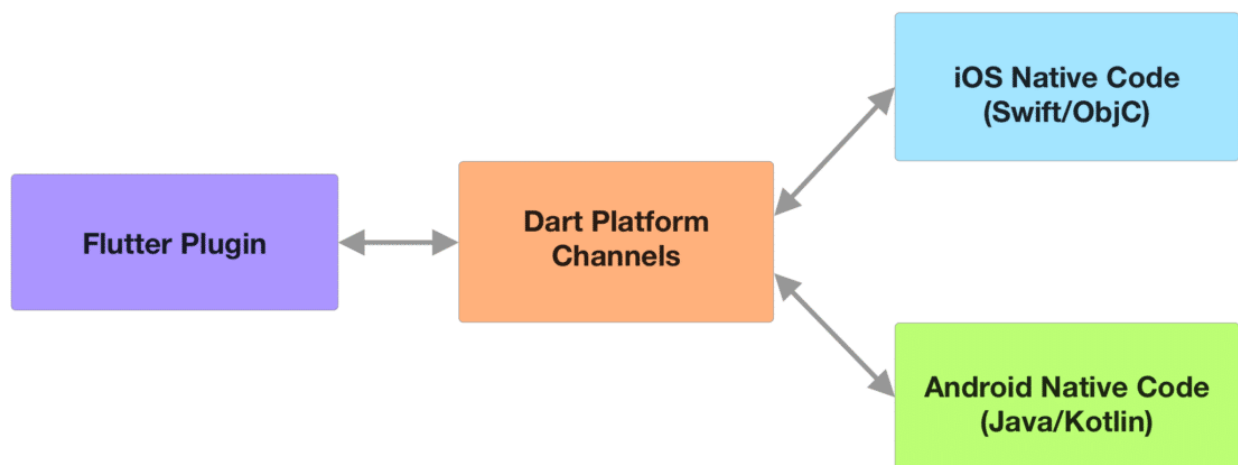 Flutter Plugin
Dart Platform
Channels
iOS Native Code
(Swift/ObjC)
Android Native Code
(Java/Kotlin)